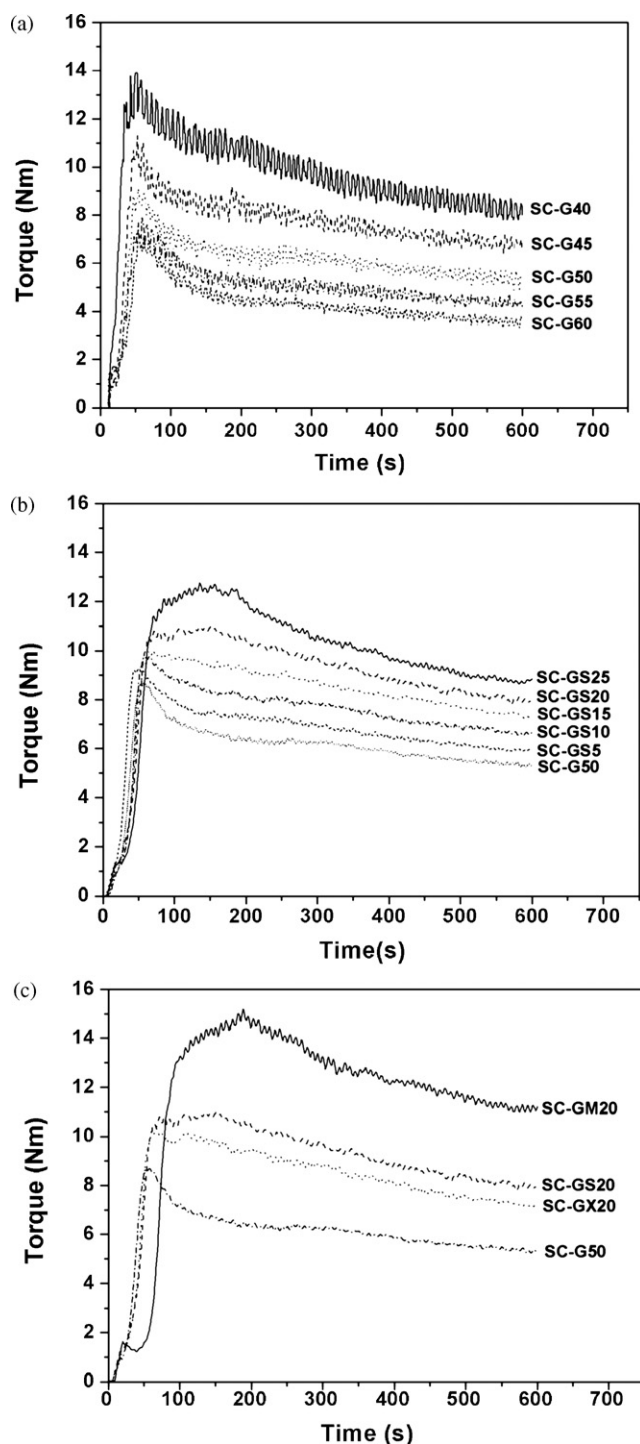 (a)
16
14
12
10
8
6
4
2
0
Torque (Nm)
SC-G40
SC-G45
SC-G50
SC-G55
SC-G60
0 100 200 300 400 500 600 700
Time (s)
(b)
16
14
12
10
8
6
4
2
0
Torque (Nm)
SC-GS25
SC-GS20
SC-GS15
SC-GS10
SC-GS5
SC-G50
0 100 200 300 400 500 600 700
Time(s)
(c)
16
14
12
10
8
6
4
2
0
Torque (Nm)
SC-GM20
SC-GS20
SC-GX20
SC-G50
0 100 200 300 400 500 600 700
Time (s)